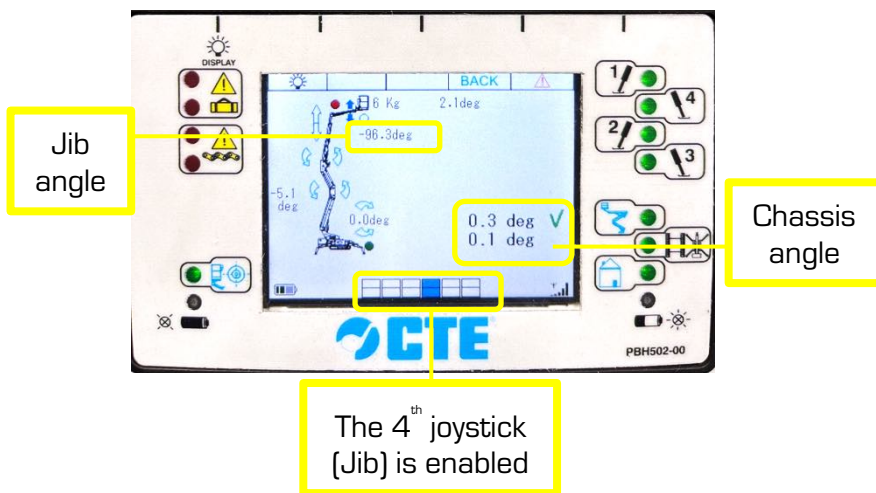 DISPLAY
BACK
6 Kg
2.1deg
-96.3deg
-5.1
deg
0.0deg
0.3 deg
0.1 deg
1
4
2
3
CTE
PBH502-00
Jib
angle
Chassis
angle
The 4th joystick
(Jib) is enabled